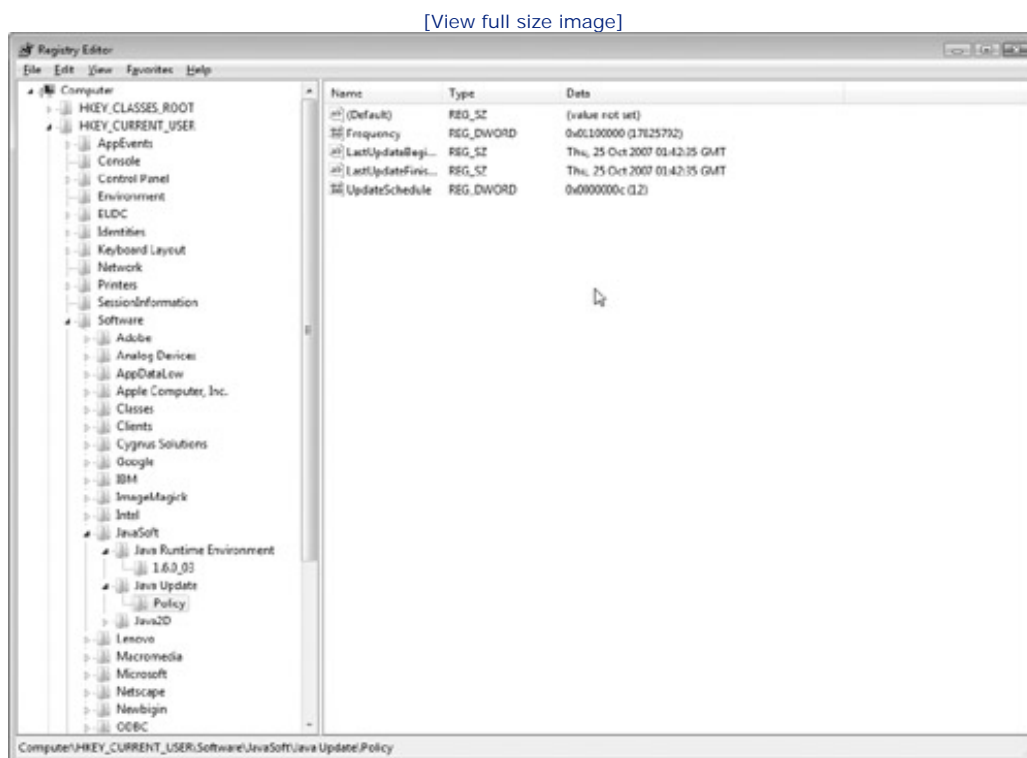 [View full size image]
Registry Editor
File Edit View Favorites Help
Computer
HKEY_CLASSES_ROOT
HKEY_CURRENT_USER
AppEvents
Console
Control Panel
Environment
EUDC
Identities
Keyboard Layout
Network
Printers
SessionInformation
Software
Adobe
Analog Devices
AppDataLow
Apple Computer, Inc.
Classes
Clients
Cygnus Solutions
Google
IBM
ImageMagick
Intel
JavaSoft
Java Runtime Environment
1.6.0_03
Java Update
Policy
Java2D
Lenovo
Macromedia
Microsoft
Netscape
Newbigin
ODBC
Name Type Data
(Default) REG_SZ (value not set)
Frequency REG_DWORD 0x01100000 (17825792)
LastUpdateBegi... REG_SZ Thu, 25 Oct 2007 01:42:35 GMT
LastUpdateFinis... REG_SZ Thu, 25 Oct 2007 01:42:35 GMT
UpdateSchedule REG_DWORD 0x0000000c (12)
Computer\HKEY_CURRENT_USER\Software\JavaSoft\Java Update\Policy